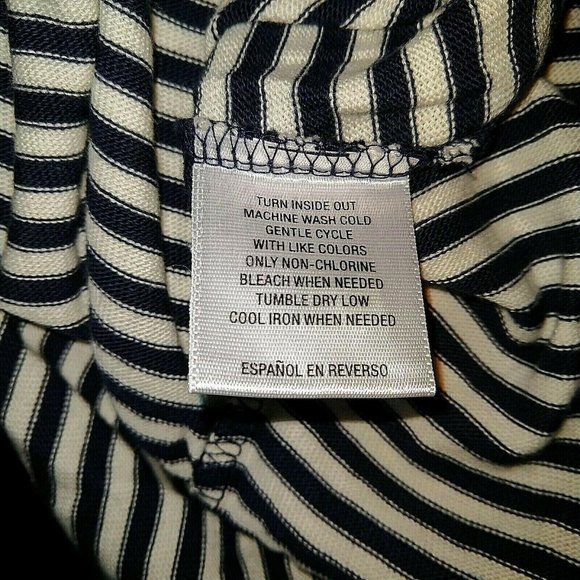 TURN INSIDE OUT
MACHINE WASH COLD
GENTLE CYCLE
WITH LIKE COLORS
ONLY NON-CHLORINE
BLEACH WHEN NEEDED
TUMBLE DRY LOW
COOL IRON WHEN NEEDED
ESPAÑOL EN REVERSO